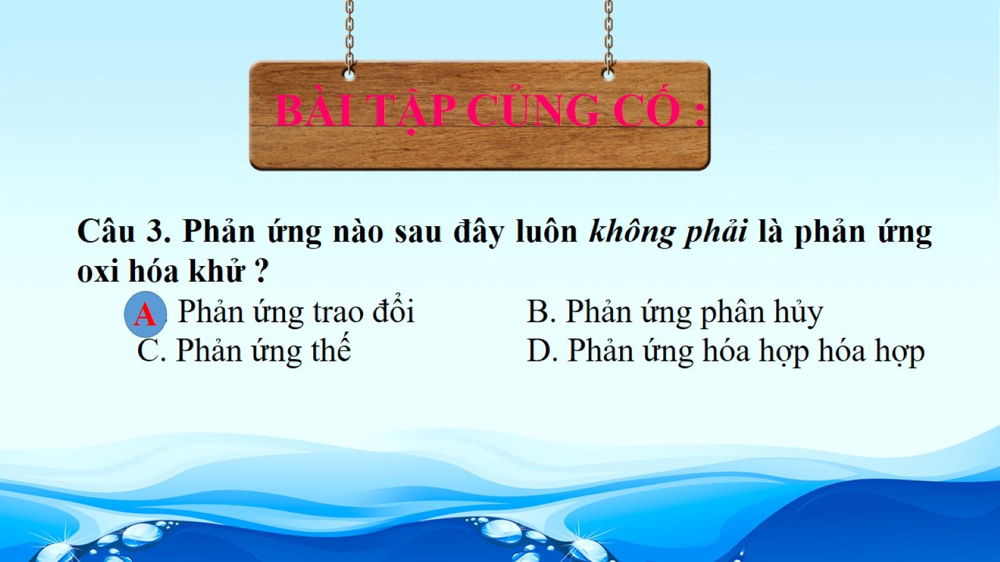 BÀI TẬP CỦNG CỐ :
Câu 3. Phản ứng nào sau đây luôn không phải là phản ứng
oxi hóa khử ?
A. Phản ứng trao đổi B. Phản ứng phân hủy
C. Phản ứng thế D. Phản ứng hóa hợp hóa hợp